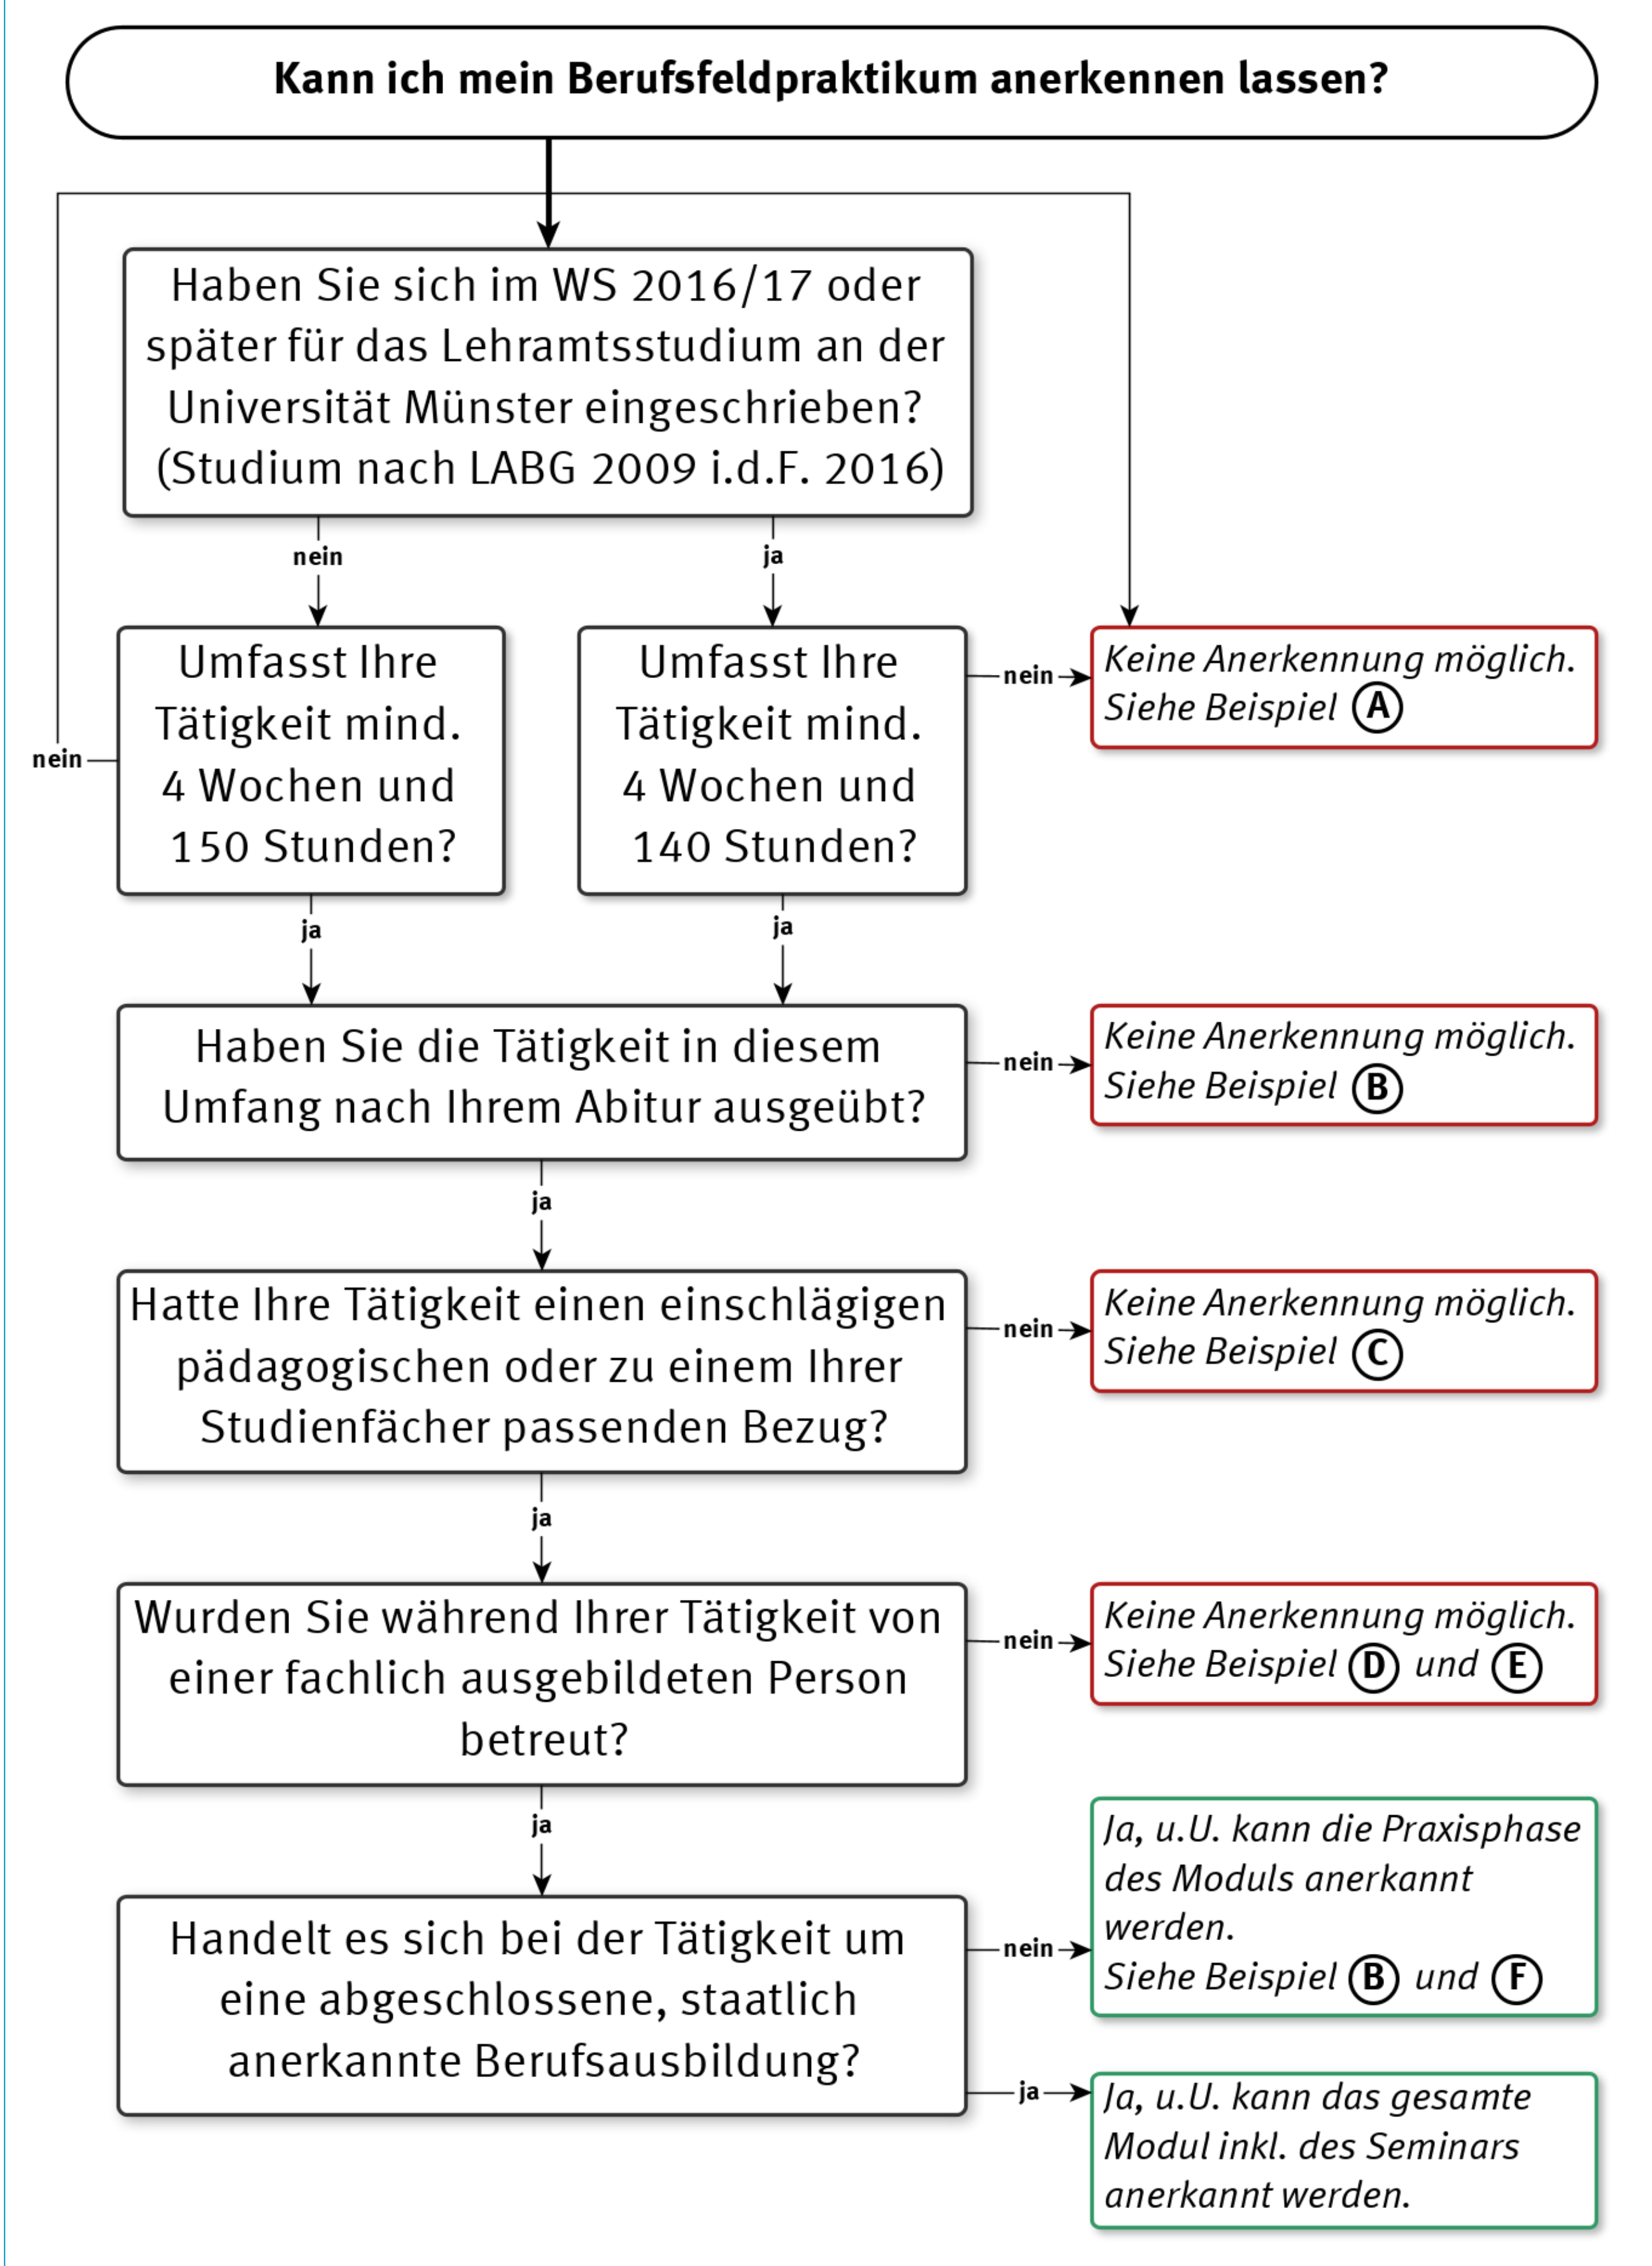 Kann ich mein Berufsfeldpraktikum anerkennen lassen?
Haben Sie sich im WS 2016/17 oder
später für das Lehramtsstudium an der
Universität Münster eingeschrieben?
(Studium nach LABG 2009 i.d.F. 2016)
nein
ja
Umfasst Ihre
Tätigkeit mind.
4 Wochen und
150 Stunden?
nein
Umfasst Ihre
Tätigkeit mind.
4 Wochen und
140 Stunden?
nein
Keine Anerkennung möglich.
Siehe Beispiel A
ja
ja
Haben Sie die Tätigkeit in diesem
Umfang nach Ihrem Abitur ausgeübt?
nein
Keine Anerkennung möglich.
Siehe Beispiel B
ja
Hatte Ihre Tätigkeit einen einschlägigen
pädagogischen oder zu einem Ihrer
Studienfächer passenden Bezug?
nein
Keine Anerkennung möglich.
Siehe Beispiel C
ja
Wurden Sie während Ihrer Tätigkeit von
einer fachlich ausgebildeten Person
betreut?
nein
Keine Anerkennung möglich.
Siehe Beispiel D und E
ja
Handelt es sich bei der Tätigkeit um
eine abgeschlossene, staatlich
anerkannte Berufsausbildung?
nein
Ja, u.U. kann die Praxisphase
des Moduls anerkannt
werden.
Siehe Beispiel B und F
ja
Ja, u.U. kann das gesamte
Modul inkl. des Seminars
anerkannt werden.